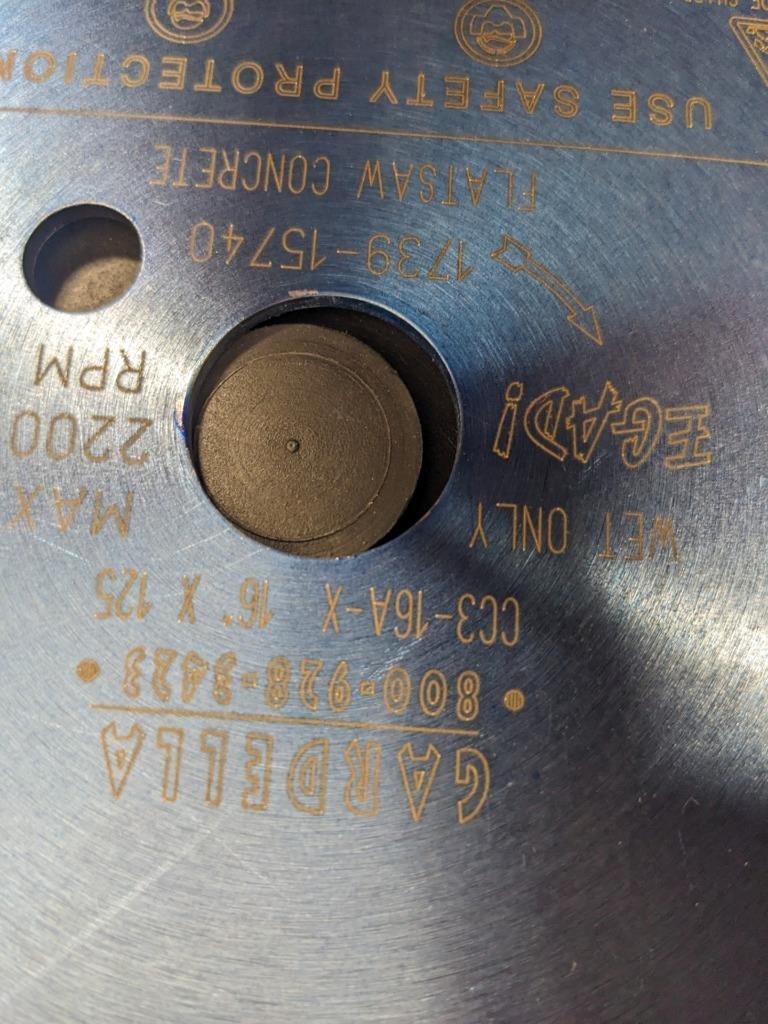 GARDELLA
• 800-928-3423 •
CC3-16A-X 16" X 125
WET ONLY
MAX
2200
RPM
EGAD!
1739-15740
FLATSAW CONCRETE
USE SAFETY PROTECTION